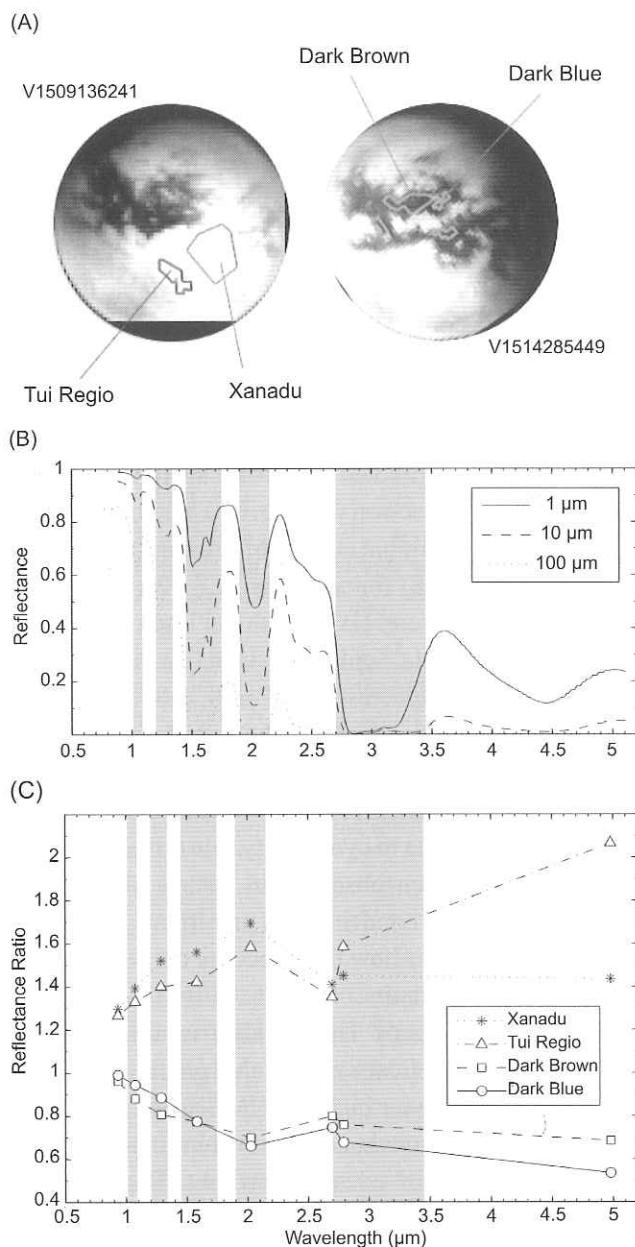 (A)
Dark Brown
Dark Blue
V1509136241
V1514285449
Tui Regio
Xanadu
(B)
Reflectance
1
0.8
0.6
0.4
0.2
1 µm
10 µm
100 µm
0.5 1 1.5 2 2.5 3 3.5 4 4.5 5
(C)
Reflectance Ratio
2
1.8
1.6
1.4
1.2
1
0.8
0.6
0.4
Xanadu
Tui Regio
Dark Brown
Dark Blue
0.5 1 1.5 2 2.5 3 3.5 4 4.5 5
Wavelength (µm)